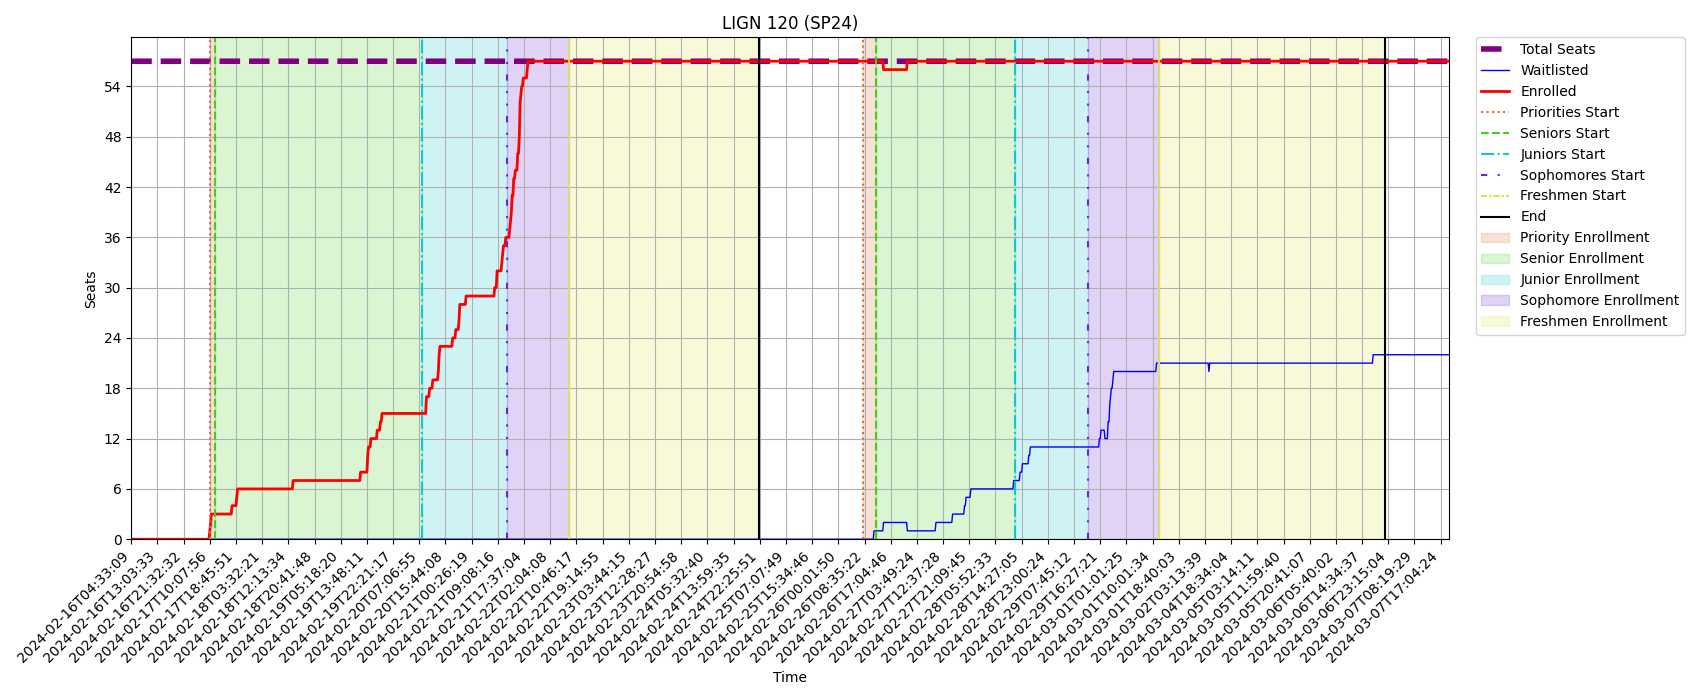 LIGN 120 (SP24)
Seats
54
48
42
36
30
24
18
12
6
0
2024-02-16T04:33:09
2024-02-16T13:03:33
2024-02-16T21:32:32
2024-02-17T10:07:56
2024-02-17T18:45:51
2024-02-18T03:32:21
2024-02-18T12:13:34
2024-02-18T20:41:48
2024-02-19T05:18:20
2024-02-19T13:48:11
2024-02-19T22:21:17
2024-02-20T07:06:55
2024-02-20T15:44:08
2024-02-21T00:26:19
2024-02-21T09:08:16
2024-02-21T17:37:04
2024-02-22T02:04:08
2024-02-22T10:46:17
2024-02-22T19:14:55
2024-02-23T03:44:15
2024-02-23T12:28:27
2024-02-23T20:54:58
2024-02-24T05:32:40
2024-02-24T13:59:35
2024-02-24T22:25:51
2024-02-25T07:07:49
2024-02-25T15:34:46
2024-02-26T00:01:50
2024-02-26T08:35:22
2024-02-26T17:04:46
2024-02-27T03:49:24
2024-02-27T12:37:28
2024-02-27T21:09:45
2024-02-28T05:52:33
2024-02-28T14:27:05
2024-02-28T23:00:24
2024-02-29T07:45:12
2024-02-29T16:27:21
2024-03-01T01:01:25
2024-03-01T10:01:34
2024-03-01T18:40:03
2024-03-02T03:13:39
2024-03-04T18:34:04
2024-03-05T03:14:11
2024-03-05T11:59:40
2024-03-05T20:41:07
2024-03-06T05:40:02
2024-03-06T14:34:37
2024-03-06T23:15:04
2024-03-07T08:19:29
2024-03-07T17:04:24
Time
Total Seats
Waitlisted
Enrolled
Priorities Start
Seniors Start
Juniors Start
Sophomores Start
Freshmen Start
End
Priority Enrollment
Senior Enrollment
Junior Enrollment
Sophomore Enrollment
Freshmen Enrollment